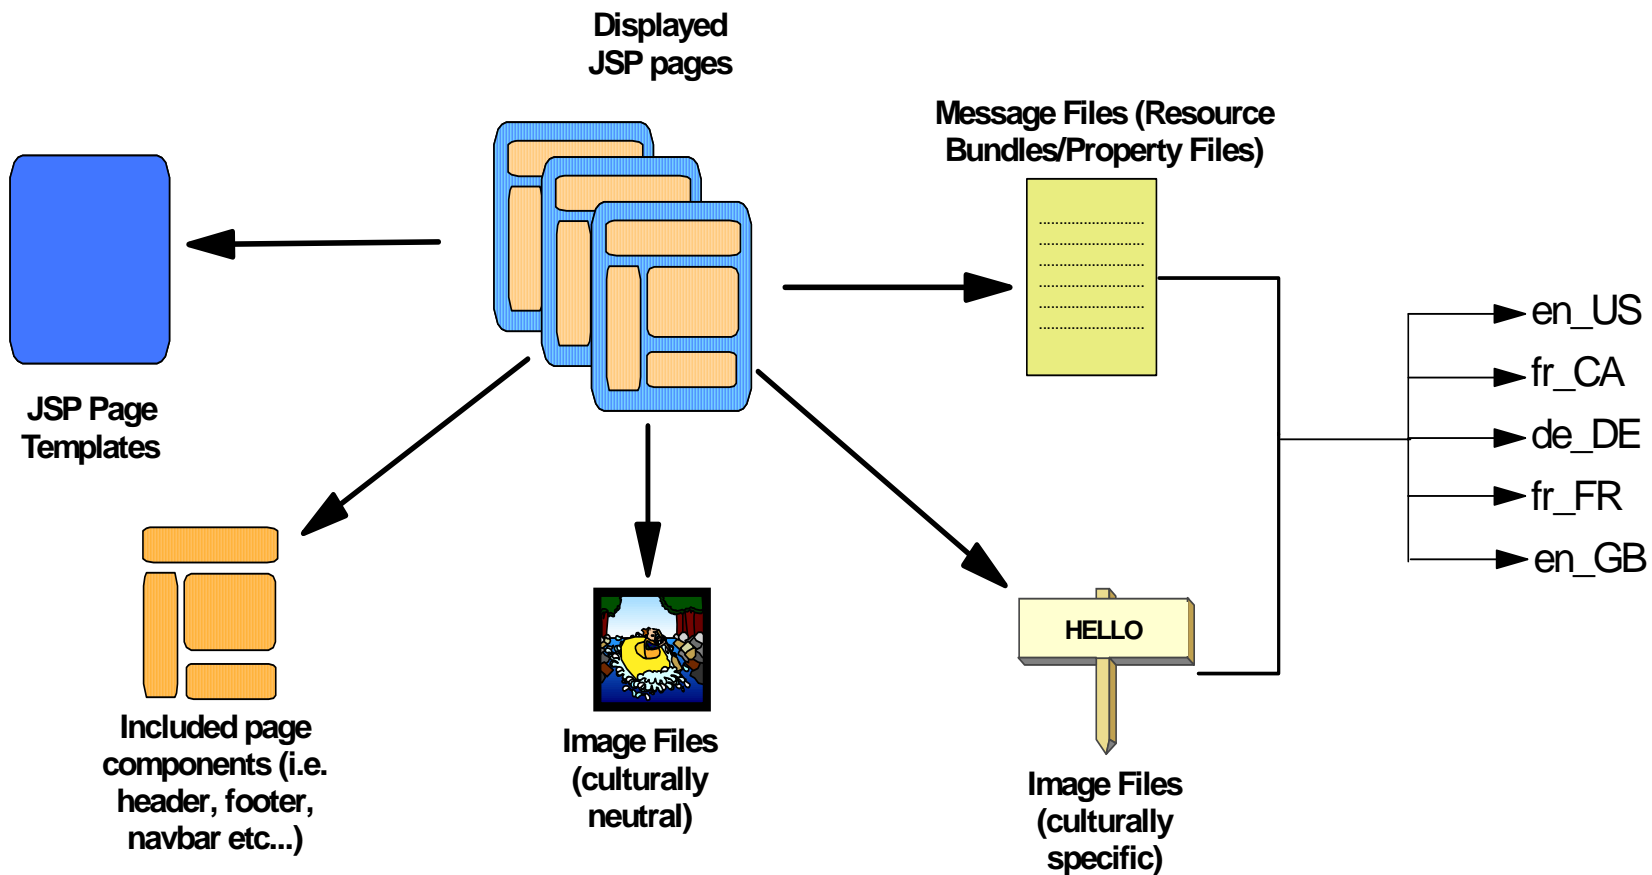 Displayed
JSP pages
Message Files (Resource
Bundles/Property Files)
JSP Page
Templates
en_US
fr_CA
de_DE
fr_FR
en_GB
HELLO
Included page
components (i.e.
header, footer,
navbar etc...)
Image Files
(culturally
neutral)
Image Files
(culturally
specific)